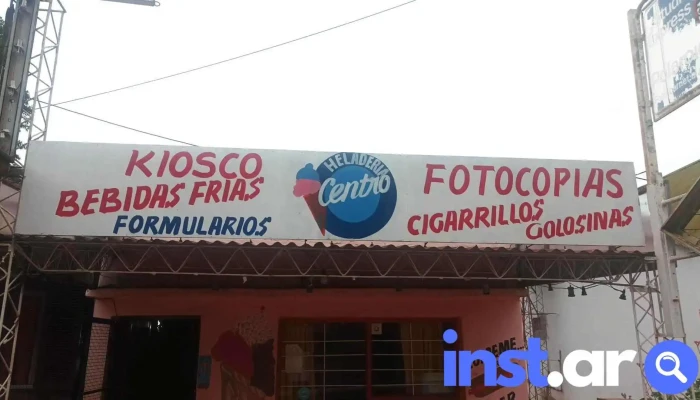 KIOSCO
BEBIDAS FRIAS
FORMULARIOS
HELADERIA
Centro
FOTOCOPIAS
CIGARRILLOS
GOLOSINAS
inst.ar